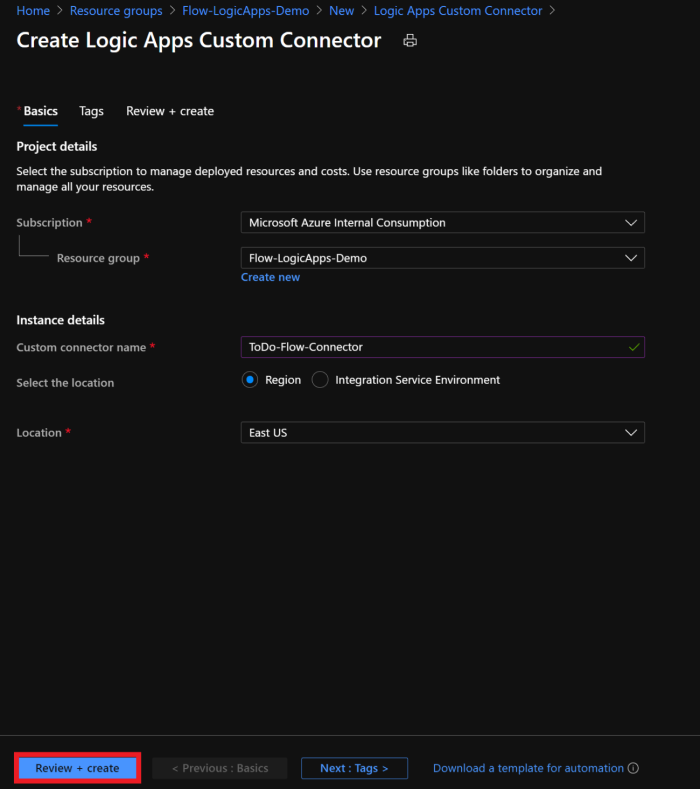 Home > Resource groups > Flow-LogicApps-Demo > New > Logic Apps Custom Connector >
Create Logic Apps Custom Connector
* Basics Tags Review + create
Project details
Select the subscription to manage deployed resources and costs. Use resource groups like folders to organize and
manage all your resources.
Subscription * Microsoft Azure Internal Consumption
Resource group * Flow-LogicApps-Demo
Create new
Instance details
Custom connector name * ToDo-Flow-Connector
Select the location Region Integration Service Environment
Location * East US
Review + create < Previous : Basics Next : Tags > Download a template for automation